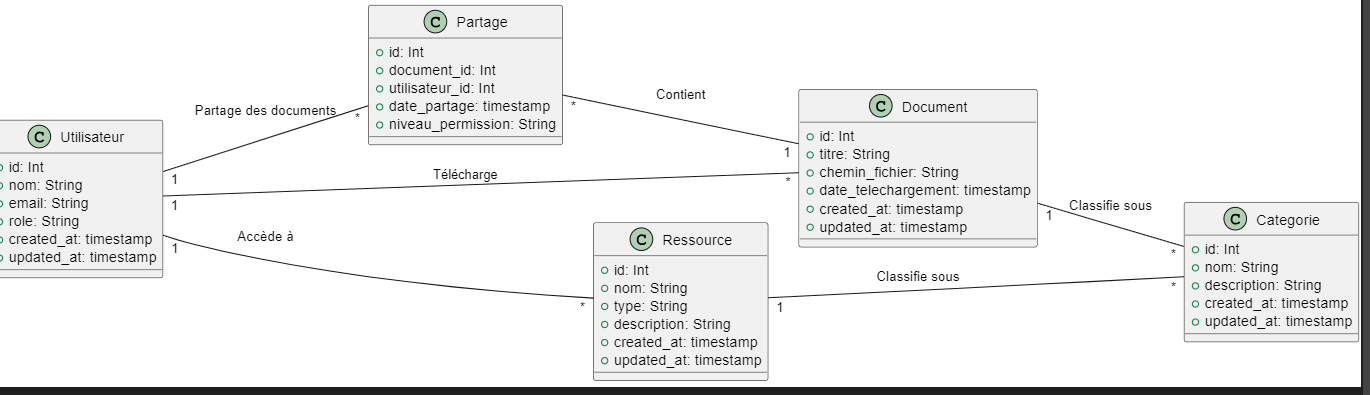 C Partage
id: Int
document_id: Int
utilisateur_id: Int
date_partage: timestamp
niveau_permission: String
Partage des documents
*
1
Contient
*
1
C Utilisateur
id: Int
nom: String
email: String
role: String
created_at: timestamp
updated_at: timestamp
Télécharge
1
*
C Document
id: Int
titre: String
chemin_fichier: String
date_telechargement: timestamp
created_at: timestamp
updated_at: timestamp
Accède à
1
*
C Ressource
id: Int
nom: String
type: String
description: String
created_at: timestamp
updated_at: timestamp
Classifie sous
1
*
Classifie sous
1
*
C Categorie
id: Int
nom: String
description: String
created_at: timestamp
updated_at: timestamp